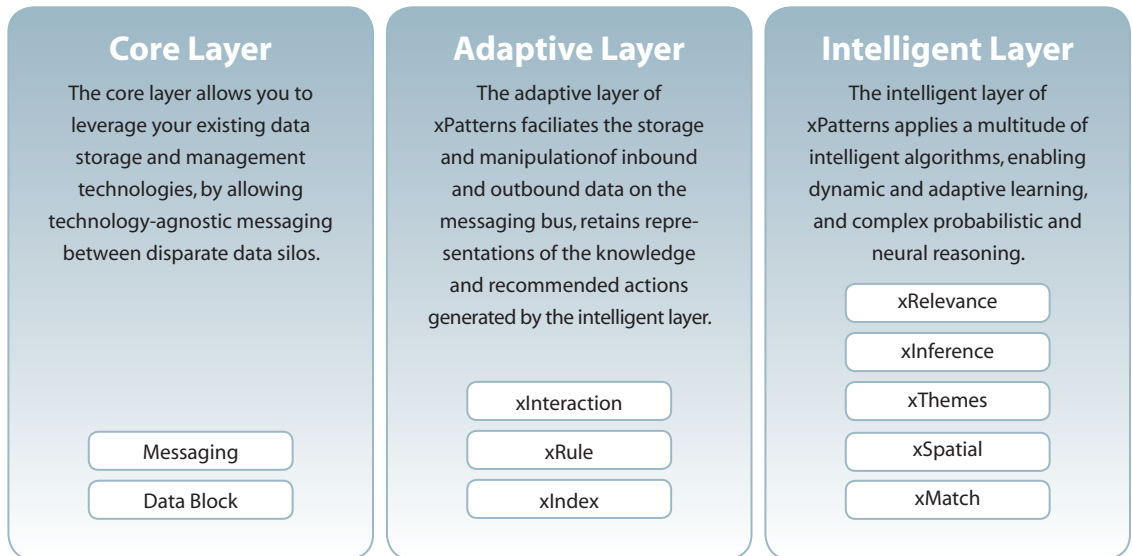 Core Layer
The core layer allows you to
leverage your existing data
storage and management
technologies, by allowing
technology-agnostic messaging
between disparate data silos.
Messaging
Data Block
Adaptive Layer
The adaptive layer of
xPatterns faciliates the storage
and manipulationof inbound
and outbound data on the
messaging bus, retains repre-
sentations of the knowledge
and recommended actions
generated by the intelligent layer.
xInteraction
xRule
xIndex
Intelligent Layer
The intelligent layer of
xPatterns applies a multitude of
intelligent algorithms, enabling
dynamic and adaptive learning,
and complex probabilistic and
neural reasoning.
xRelevance
xInference
xThemes
xSpatial
xMatch